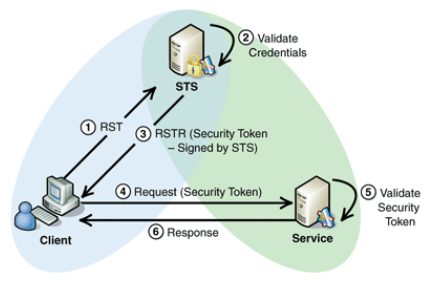 2 Validate
Credentials
STS
1 RST
3 RSTR (Security Token
– Signed by STS)
4 Request (Security Token)
5 Validate
Security
Token
6 Response
Client
Service